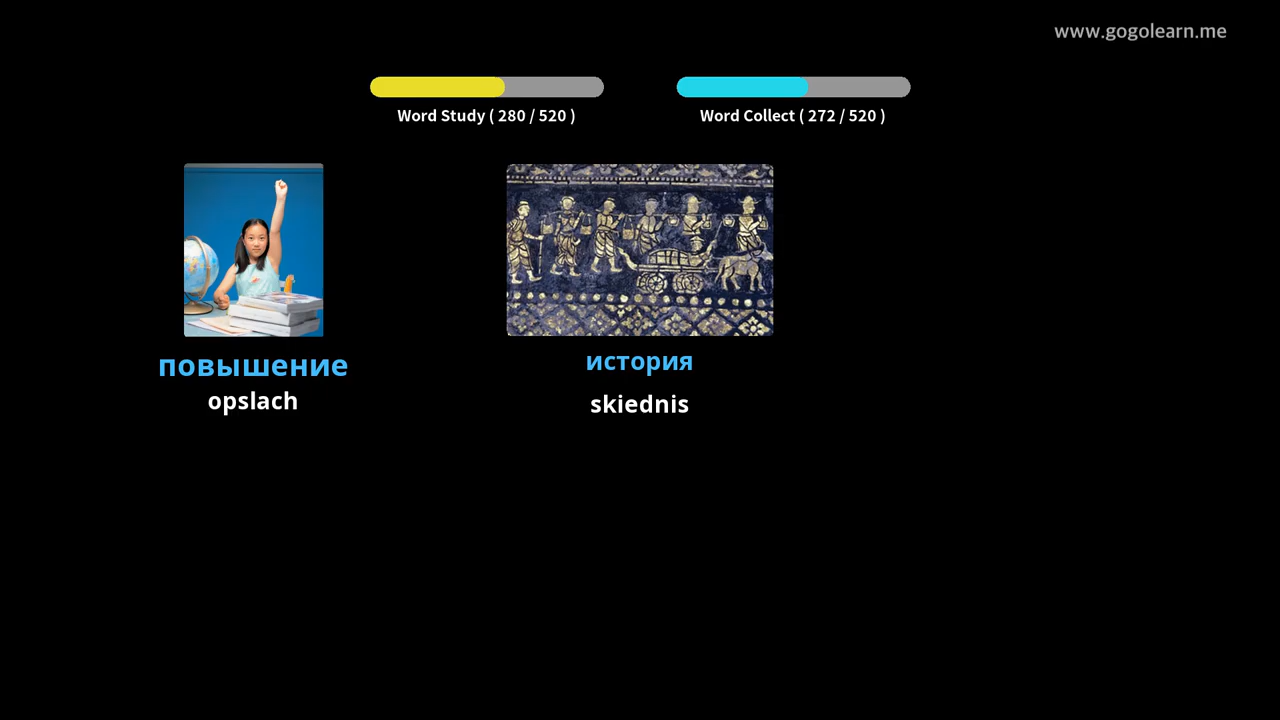 www.gogolearn.me
Word Study ( 280 / 520 )
Word Collect ( 272 / 520 )
повышение
opslach
история
skiednis